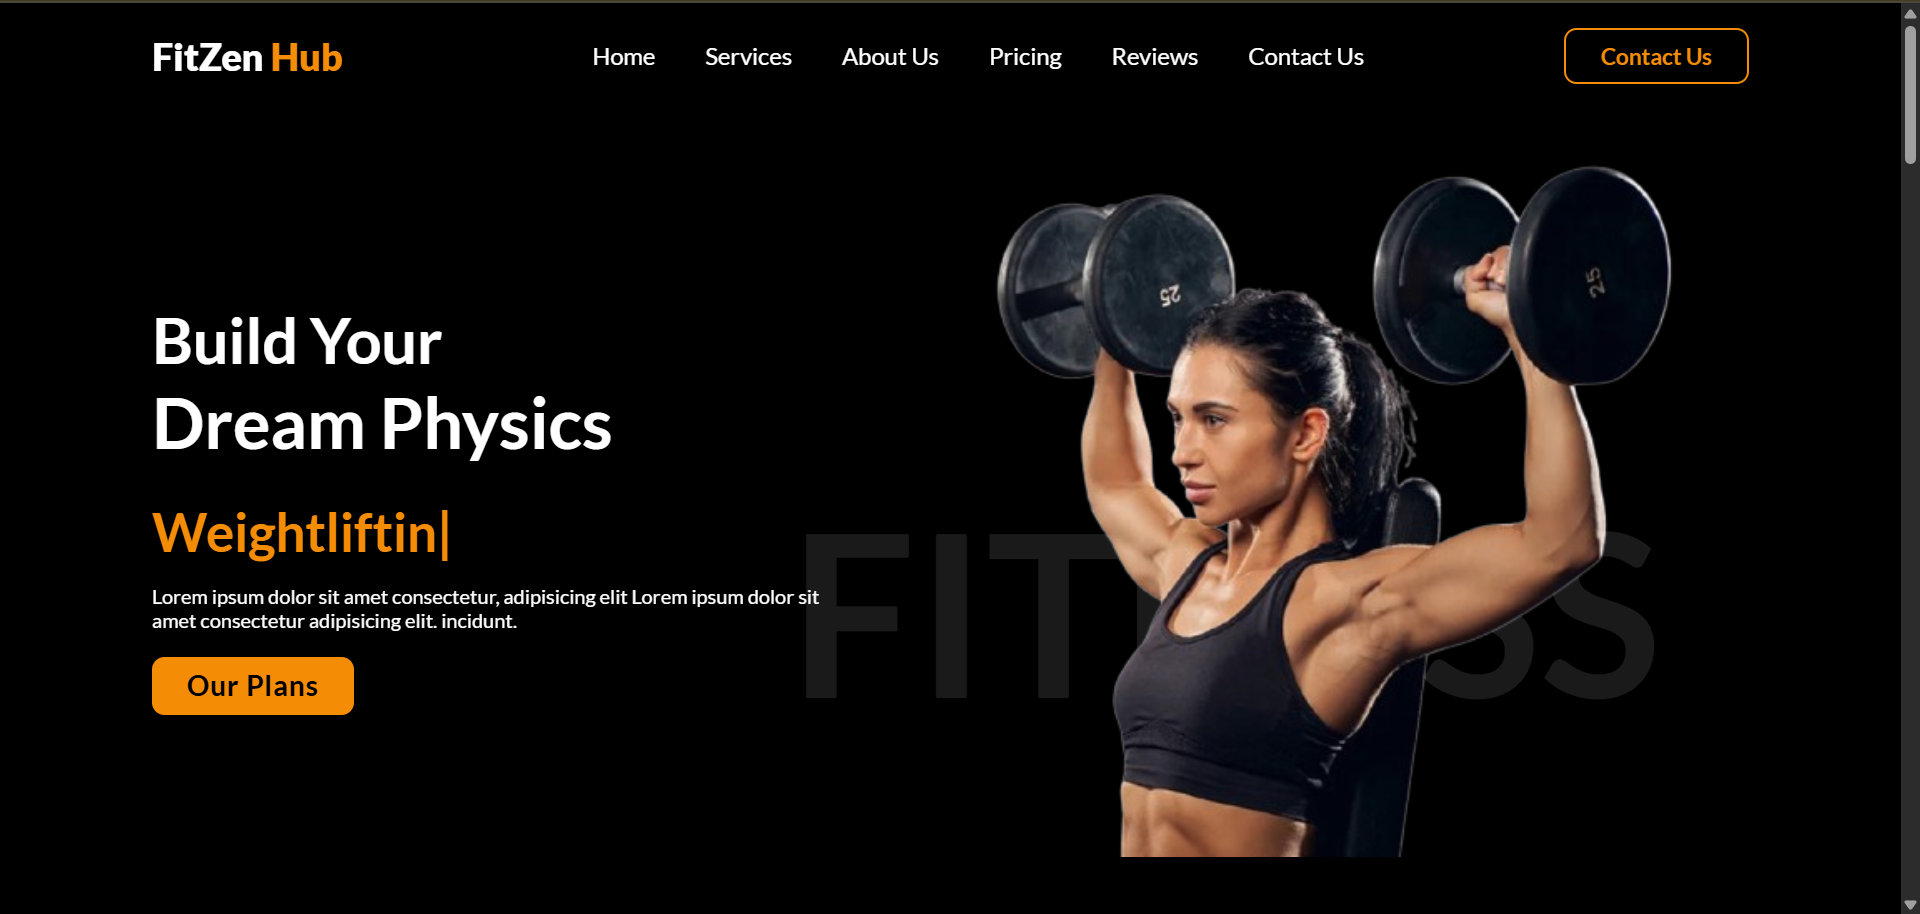 FitZen Hub
Home Services About Us Pricing Reviews Contact Us
Contact Us
25
25
Build Your
Dream Physics
Weightliftin|
Lorem ipsum dolor sit amet consectetur, adipisicing elit Lorem ipsum dolor sit
amet consectetur adipisicing elit. incidunt.
Our Plans
FIT SS